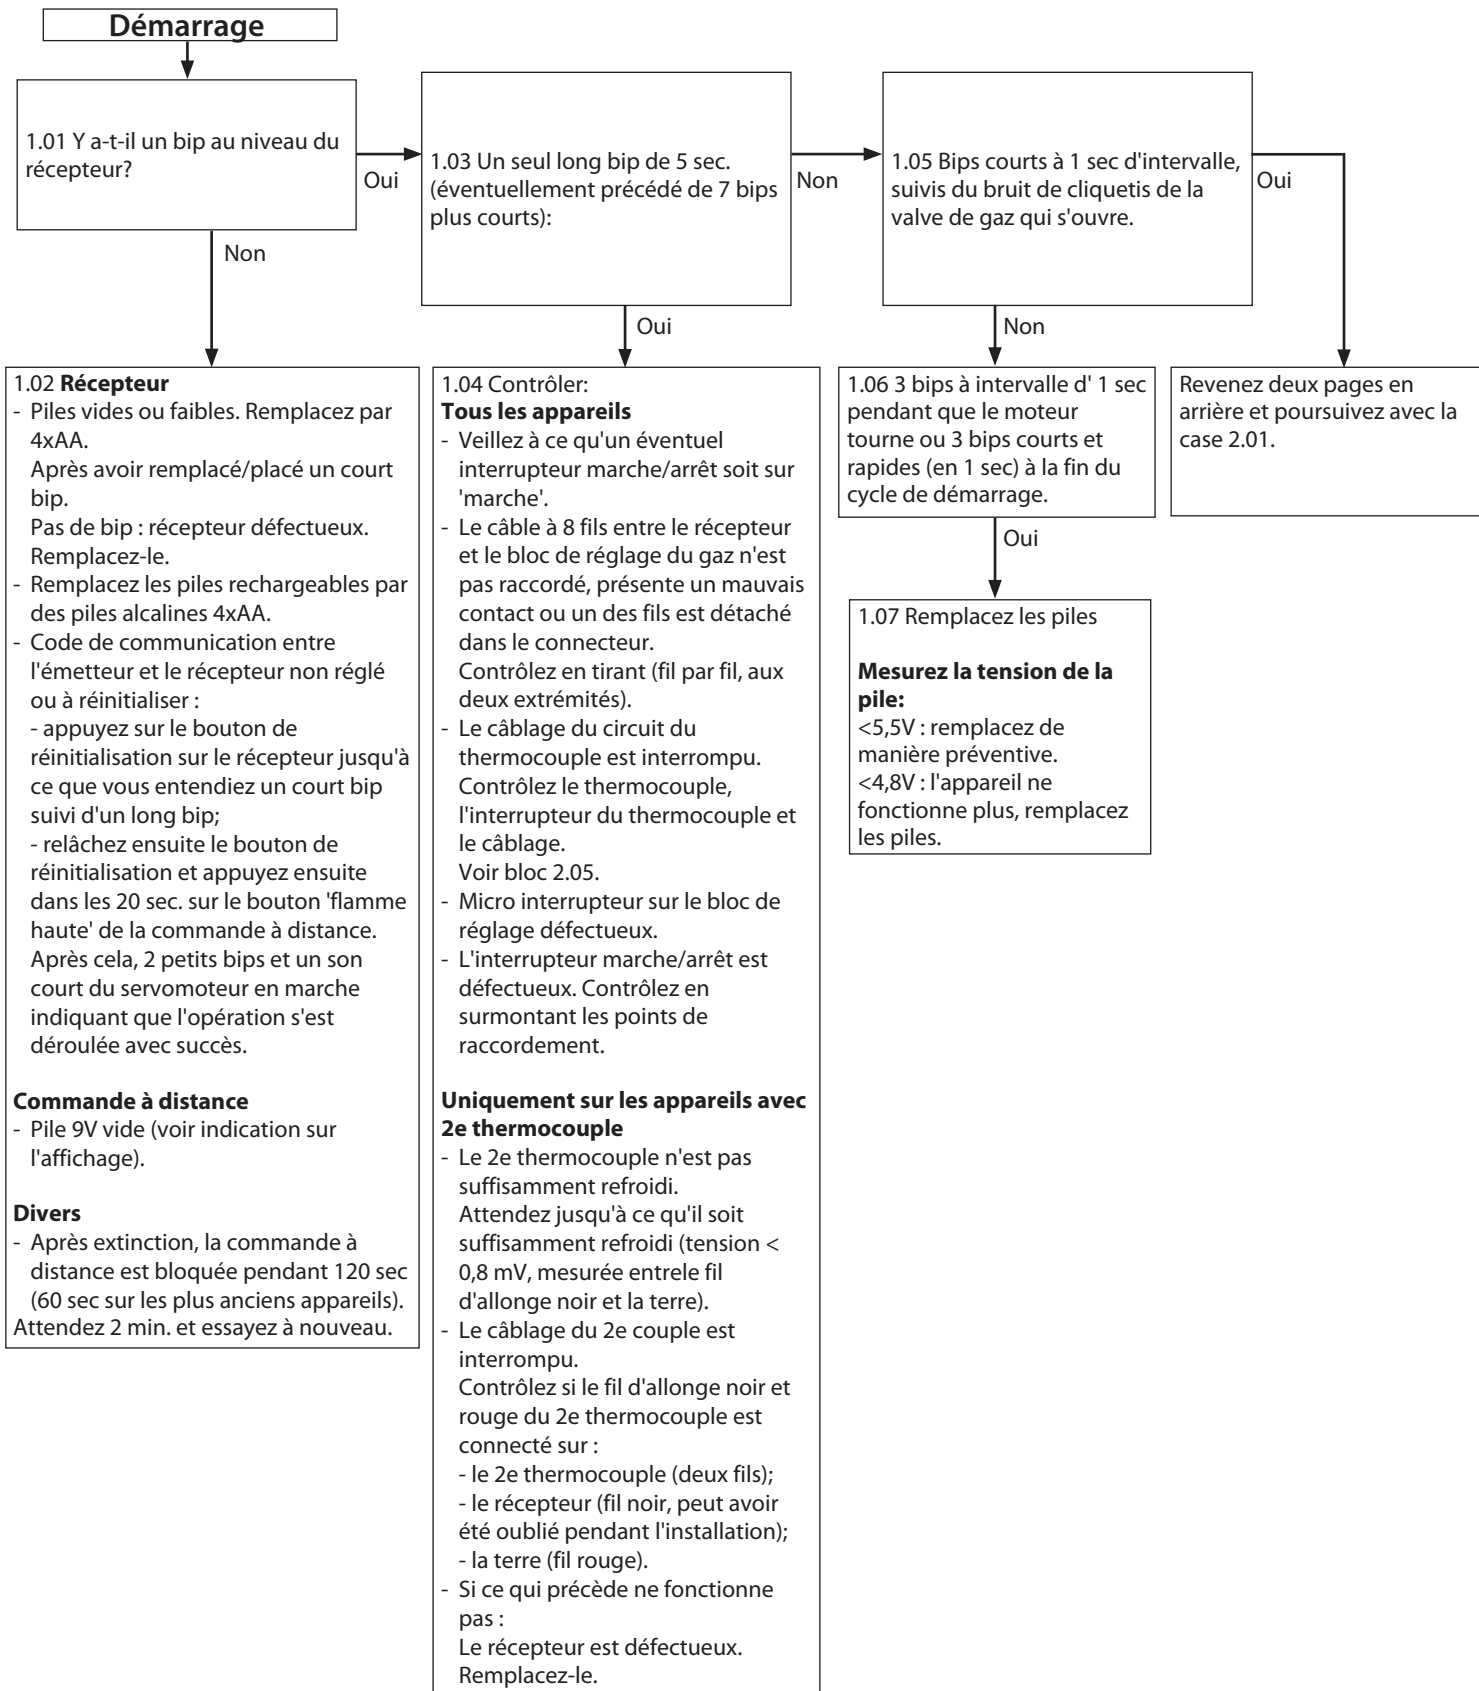 Démarrage
1.01 Y a-t-il un bip au niveau du
récepteur?
Oui
Non
1.03 Un seul long bip de 5 sec.
(éventuellement précédé de 7 bips
plus courts):
Non
Oui
1.05 Bips courts à 1 sec d'intervalle,
suivis du bruit de cliquetis de la
valve de gaz qui s'ouvre.
Oui
Non
1.02 Récepteur
- Piles vides ou faibles. Remplacez par
4xAA.
Après avoir remplacé/placé un court
bip.
Pas de bip : récepteur défectueux.
Remplacez-le.
- Remplacez les piles rechargeables par
des piles alcalines 4xAA.
- Code de communication entre
l'émetteur et le récepteur non réglé
ou à réinitialiser :
- appuyez sur le bouton de
réinitialisation sur le récepteur jusqu'à
ce que vous entendiez un court bip
suivi d'un long bip;
- relâchez ensuite le bouton de
réinitialisation et appuyez ensuite
dans les 20 sec. sur le bouton 'flamme
haute' de la commande à distance.
Après cela, 2 petits bips et un son
court du servomoteur en marche
indiquant que l'opération s'est
déroulée avec succès.
Commande à distance
- Pile 9V vide (voir indication sur
l'affichage).
Divers
- Après extinction, la commande à
distance est bloquée pendant 120 sec
(60 sec sur les plus anciens appareils).
Attendez 2 min. et essayez à nouveau.
1.04 Contrôler:
Tous les appareils
- Veillez à ce qu'un éventuel
interrupteur marche/arrêt soit sur
'marche'.
- Le câble à 8 fils entre le récepteur
et le bloc de réglage du gaz n'est
pas raccordé, présente un mauvais
contact ou un des fils est détaché
dans le connecteur.
Contrôlez en tirant (fil par fil, aux
deux extrémités).
- Le câblage du circuit du
thermocouple est interrompu.
Contrôlez le thermocouple,
l'interrupteur du thermocouple et
le câblage.
Voir bloc 2.05.
- Micro interrupteur sur le bloc de
réglage défectueux.
- L'interrupteur marche/arrêt est
défectueux. Contrôlez en
surmontant les points de
raccordement.
Uniquement sur les appareils avec
2e thermocouple
- Le 2e thermocouple n'est pas
suffisamment refroidi.
Attendez jusqu'à ce qu'il soit
suffisamment refroidi (tension <
0,8 mV, mesurée entrele fil
d'allonge noir et la terre).
- Le câblage du 2e couple est
interrompu.
Contrôlez si le fil d'allonge noir et
rouge du 2e thermocouple est
connecté sur :
- le 2e thermocouple (deux fils);
- le récepteur (fil noir, peut avoir
été oublié pendant l'installation);
- la terre (fil rouge).
- Si ce qui précède ne fonctionne
pas :
Le récepteur est défectueux.
Remplacez-le.
1.06 3 bips à intervalle d' 1 sec
pendant que le moteur
tourne ou 3 bips courts et
rapides (en 1 sec) à la fin du
cycle de démarrage.
Oui
1.07 Remplacez les piles
Mesurez la tension de la
pile:
<5,5V : remplacez de
manière préventive.
<4,8V : l'appareil ne
fonctionne plus, remplacez
les piles.
Revenez deux pages en
arrière et poursuivez avec la
case 2.01.